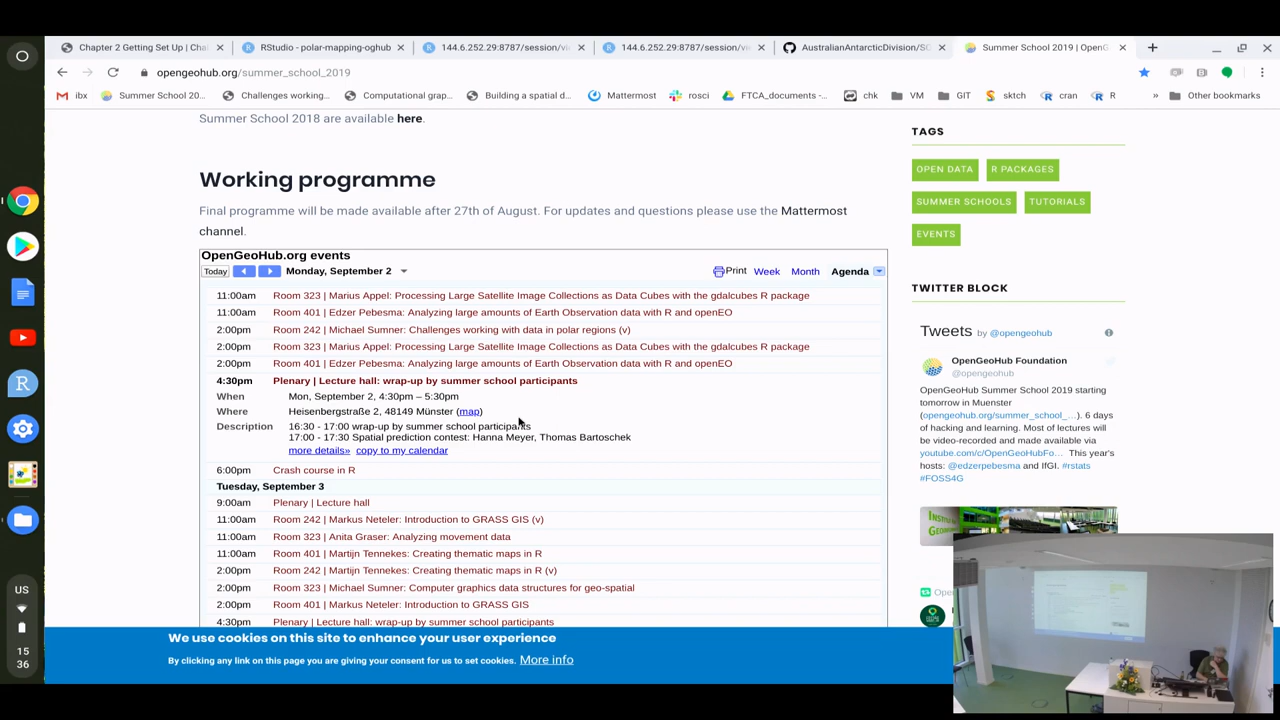 Chapter 2 Getting Set Up | Cha
RStudio - polar-mapping-oghub
144.6.252.29:8787/session/vi
144.6.252.29:8787/session/vi
AustralianAntarcticDivision/SC
Summer School 2019 | OpenG
opengeohub.org/summer_school_2019
ibx
Summer School 20...
Challenges working...
Computational grap...
Building a spatial d...
Mattermost
rosci
FTCA_documents -...
chk
VM
GIT
sktch
cran
R
»
Other bookmarks
Summer School 2018 are available here.
Working programme
Final programme will be made available after 27th of August. For updates and questions please use the Mattermost
channel.
OpenGeoHub.org events
Today
Monday, September 2
Print Week Month Agenda
11:00am Room 323 | Marius Appel: Processing Large Satellite Image Collections as Data Cubes with the gdalcubes R package
11:00am Room 401 | Edzer Pebesma: Analyzing large amounts of Earth Observation data with R and openEO
2:00pm Room 242 | Michael Sumner: Challenges working with data in polar regions (v)
2:00pm Room 323 | Marius Appel: Processing Large Satellite Image Collections as Data Cubes with the gdalcubes R package
2:00pm Room 401 | Edzer Pebesma: Analyzing large amounts of Earth Observation data with R and openEO
4:30pm Plenary | Lecture hall: wrap-up by summer school participants
When Mon, September 2, 4:30pm – 5:30pm
Where Heisenbergstraße 2, 48149 Münster (map)
Description 16:30 - 17:00 wrap-up by summer school participants
17:00 - 17:30 Spatial prediction contest: Hanna Meyer, Thomas Bartoschek
more details» copy to my calendar
6:00pm Crash course in R
Tuesday, September 3
9:00am Plenary | Lecture hall
11:00am Room 242 | Markus Neteler: Introduction to GRASS GIS (v)
11:00am Room 323 | Anita Graser: Analyzing movement data
11:00am Room 401 | Martijn Tennekes: Creating thematic maps in R
2:00pm Room 242 | Martijn Tennekes: Creating thematic maps in R (v)
2:00pm Room 323 | Michael Sumner: Computer graphics data structures for geo-spatial
2:00pm Room 401 | Markus Neteler: Introduction to GRASS GIS
4:30pm Plenary | Lecture hall: wrap-up by summer school participants
TAGS
OPEN DATA
R PACKAGES
SUMMER SCHOOLS
TUTORIALS
EVENTS
TWITTER BLOCK
Tweets by @opengeohub
OpenGeoHub Foundation
@opengeohub
OpenGeoHub Summer School 2019 starting
tomorrow in Muenster
(opengeohub.org/summer_school_...). 6 days
of hacking and learning. Most of lectures will
be video-recorded and made available via
youtube.com/c/OpenGeoHubFo... This year's
hosts: @edzerpebesma and IfGI. #rstats
#FOSS4G
We use cookies on this site to enhance your user experience
By clicking any link on this page you are giving your consent for us to set cookies. More info
US
15
36